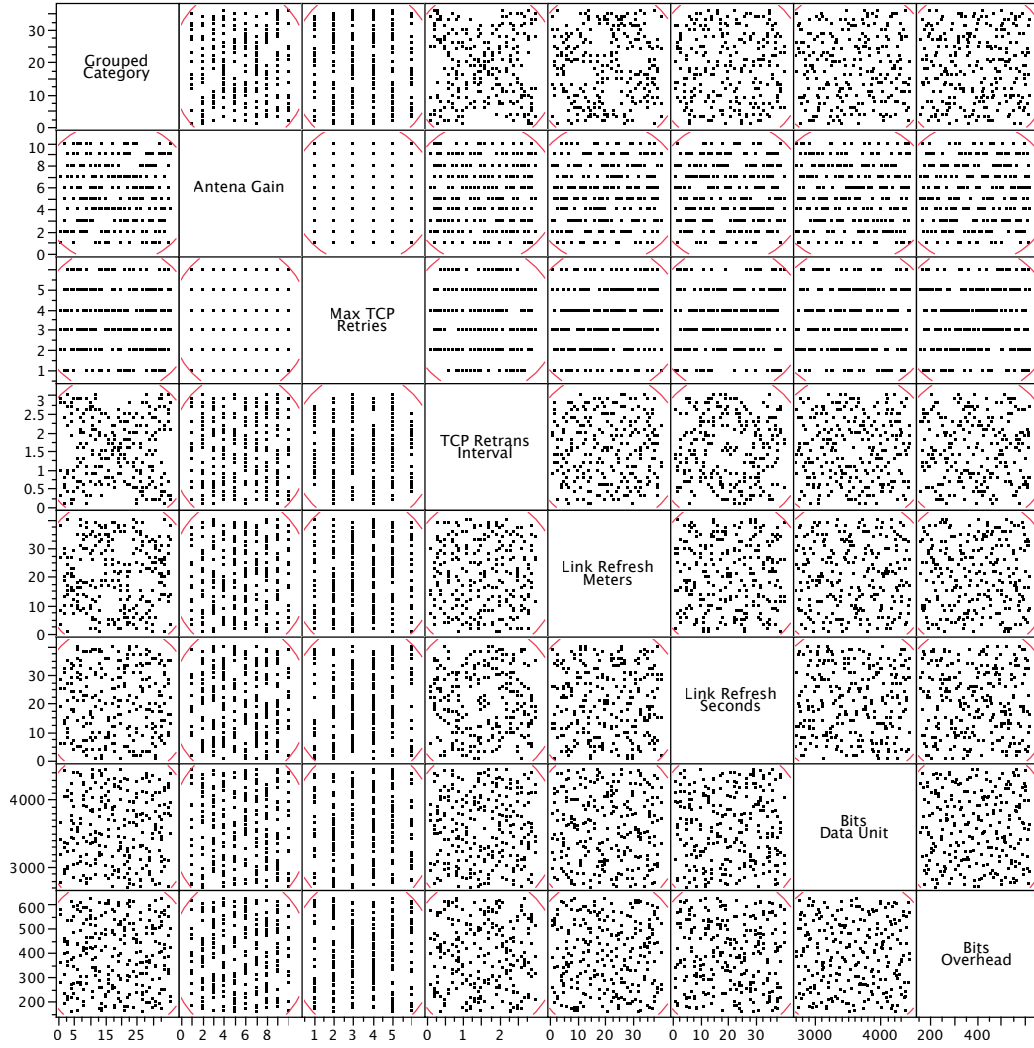 30
20
10
0
Grouped
Category
10
8
6
4
2
0
Antena Gain
5
4
3
2
1
Max TCP
Retries
3
2.5
2
1.5
1
0.5
0
TCP Retrans
Interval
30
20
10
0
Link Refresh
Meters
30
20
10
0
Link Refresh
Seconds
4000
3000
Bits
Data Unit
600
500
400
300
200
Bits
Overhead
0 5 15 25 0 2 4 6 8 1 2 3 4 5 0 1 2 0 10 30 0 10 30 3000 4000 200 400